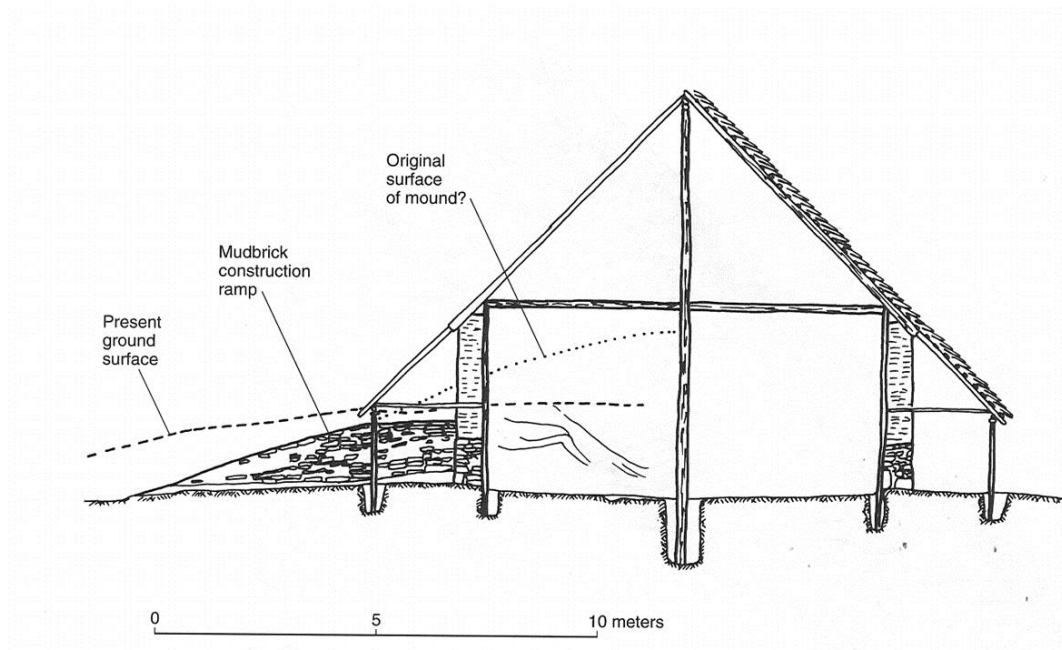 Original
surface
of mound?
Mudbrick
construction
ramp
Present
ground
surface
0 5 10 meters